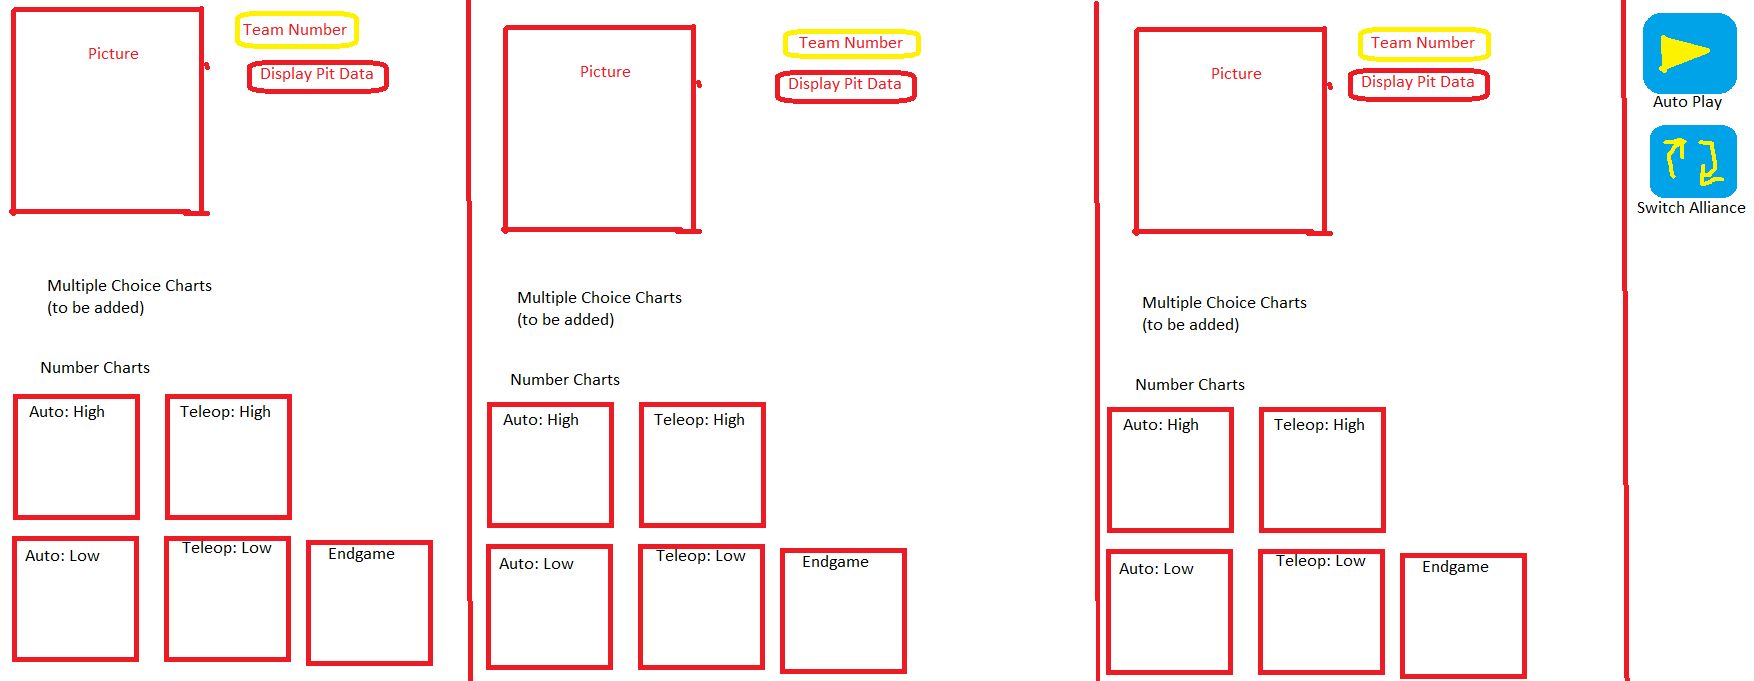 Picture
Team Number
Display Pit Data
Multiple Choice Charts
(to be added)
Number Charts
Auto: High
Teleop: High
Auto: Low
Teleop: Low
Endgame
Picture
Team Number
Display Pit Data
Multiple Choice Charts
(to be added)
Number Charts
Auto: High
Teleop: High
Auto: Low
Teleop: Low
Endgame
Picture
Team Number
Display Pit Data
Multiple Choice Charts
(to be added)
Number Charts
Auto: High
Teleop: High
Auto: Low
Teleop: Low
Endgame
Auto Play
Switch Alliance